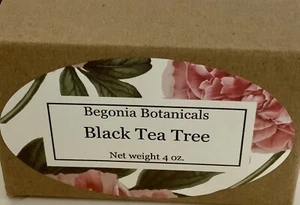 Begonia Botanicals
Black Tea Tree
Net weight 4 oz.